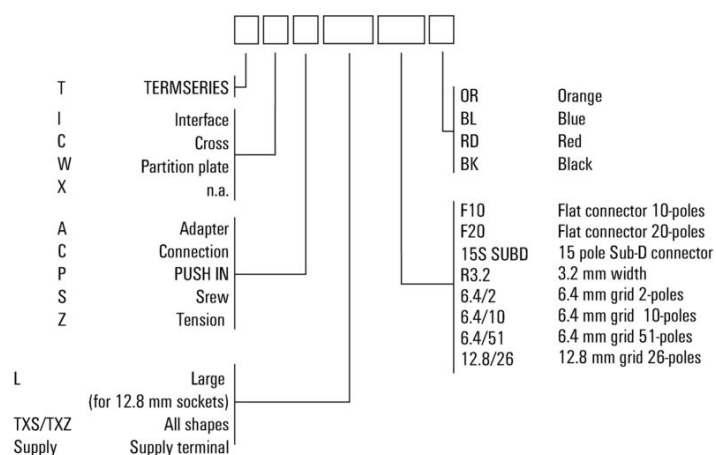 T TERMSERIES
I Interface
C Cross
W Partition plate
X n.a.
A Adapter
C Connection
P PUSH IN
S Srew
Z Tension
L Large
(for 12.8 mm sockets)
TXS/TXZ All shapes
Supply Supply terminal
OR Orange
BL Blue
RD Red
BK Black
F10 Flat connector 10-poles
F20 Flat connector 20-poles
15S SUBD 15 pole Sub-D connector
R3.2 3.2 mm width
6.4/2 6.4 mm grid 2-poles
6.4/10 6.4 mm grid 10-poles
6.4/51 6.4 mm grid 51-poles
12.8/26 12.8 mm grid 26-poles